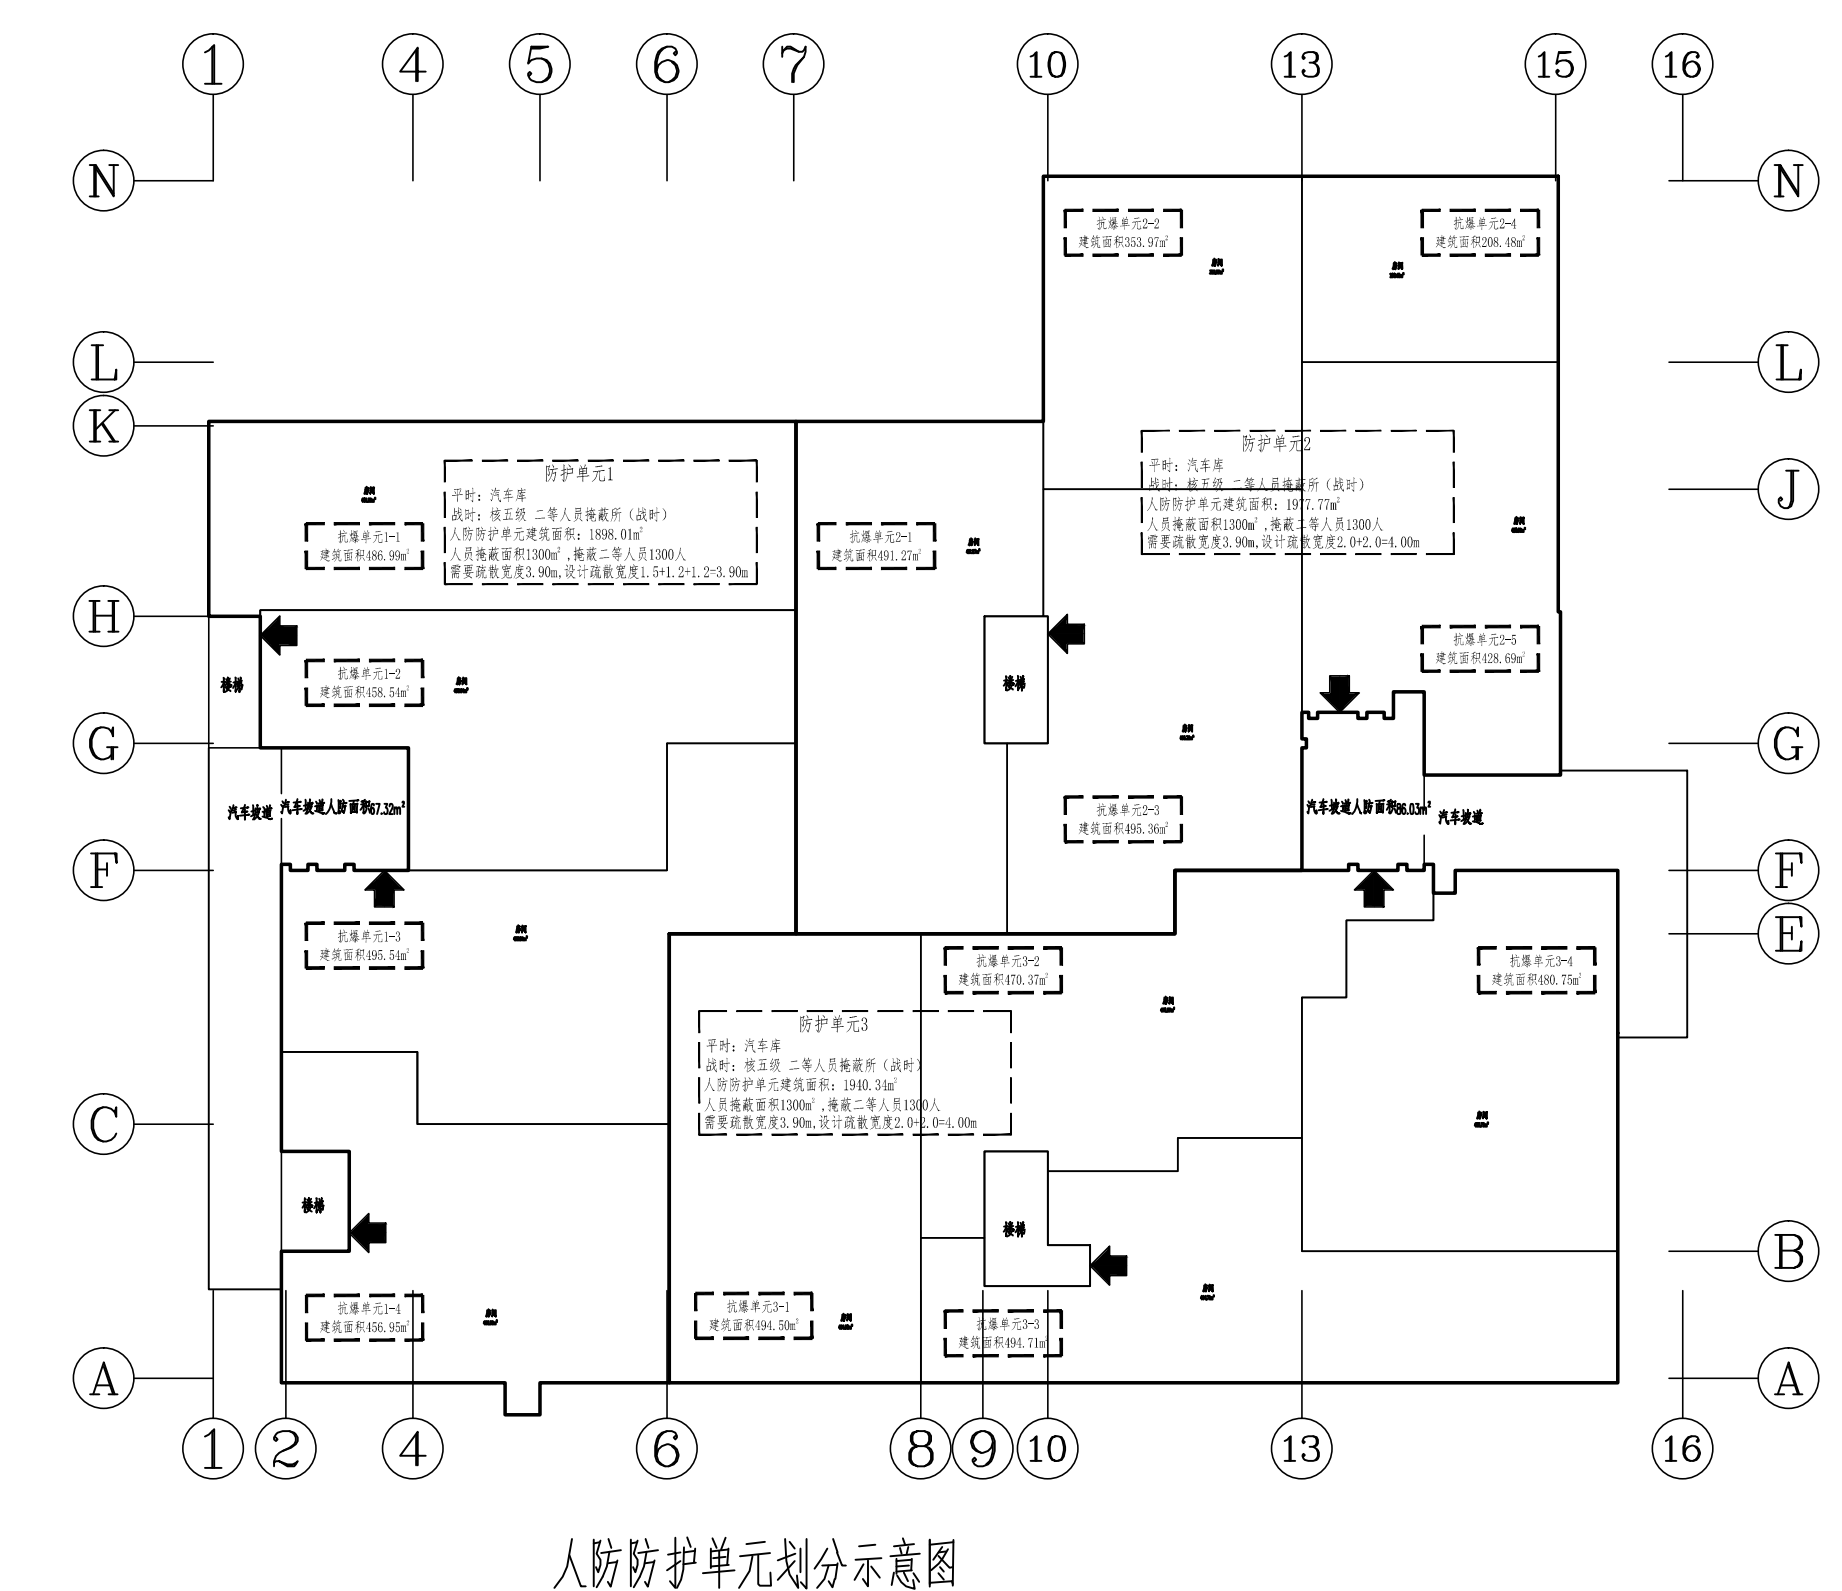 1 4 5 6 7 10 13 15 16
N N
抗爆单元2-2
建筑面积353.97m²
抗爆单元2-4
建筑面积208.48m²
L L
K
防护单元1
平时：汽车库
战时：核五级 二等人员掩蔽所（战时）
人防防护单元建筑面积：1898.01m²
人员掩蔽面积1300m²,掩蔽二等人员1300人
需要疏散宽度3.90m,设计疏散宽度1.5+1.2+1.2=3.90m
防护单元2
平时：汽车库
战时：核五级 二等人员掩蔽所（战时）
人防防护单元建筑面积：1977.77m²
人员掩蔽面积1300m²,掩蔽二等人员1300人
需要疏散宽度3.90m,设计疏散宽度2.0+2.0=4.00m
J
抗爆单元1-1
建筑面积486.99m²
抗爆单元2-1
建筑面积491.27m²
H H
抗爆单元2-5
建筑面积428.69m²
楼梯
抗爆单元1-2
建筑面积458.54m²
楼梯
G G
汽车坡道
汽车坡道人防面积67.32m²
抗爆单元2-3
建筑面积495.36m²
汽车坡道人防面积86.03m²
汽车坡道
F F
抗爆单元1-3
建筑面积495.54m²
E
抗爆单元3-2
建筑面积470.37m²
抗爆单元3-4
建筑面积480.75m²
防护单元3
平时：汽车库
战时：核五级 二等人员掩蔽所（战时）
人防防护单元建筑面积：1940.34m²
人员掩蔽面积1300m²,掩蔽二等人员1300人
需要疏散宽度3.90m,设计疏散宽度2.0+2.0=4.00m
C C
楼梯
楼梯
B
抗爆单元1-4
建筑面积456.95m²
抗爆单元3-1
建筑面积494.50m²
抗爆单元3-3
建筑面积494.71m²
A A
1 2 4 6 8 9 10 13 16
人防防护单元划分示意图